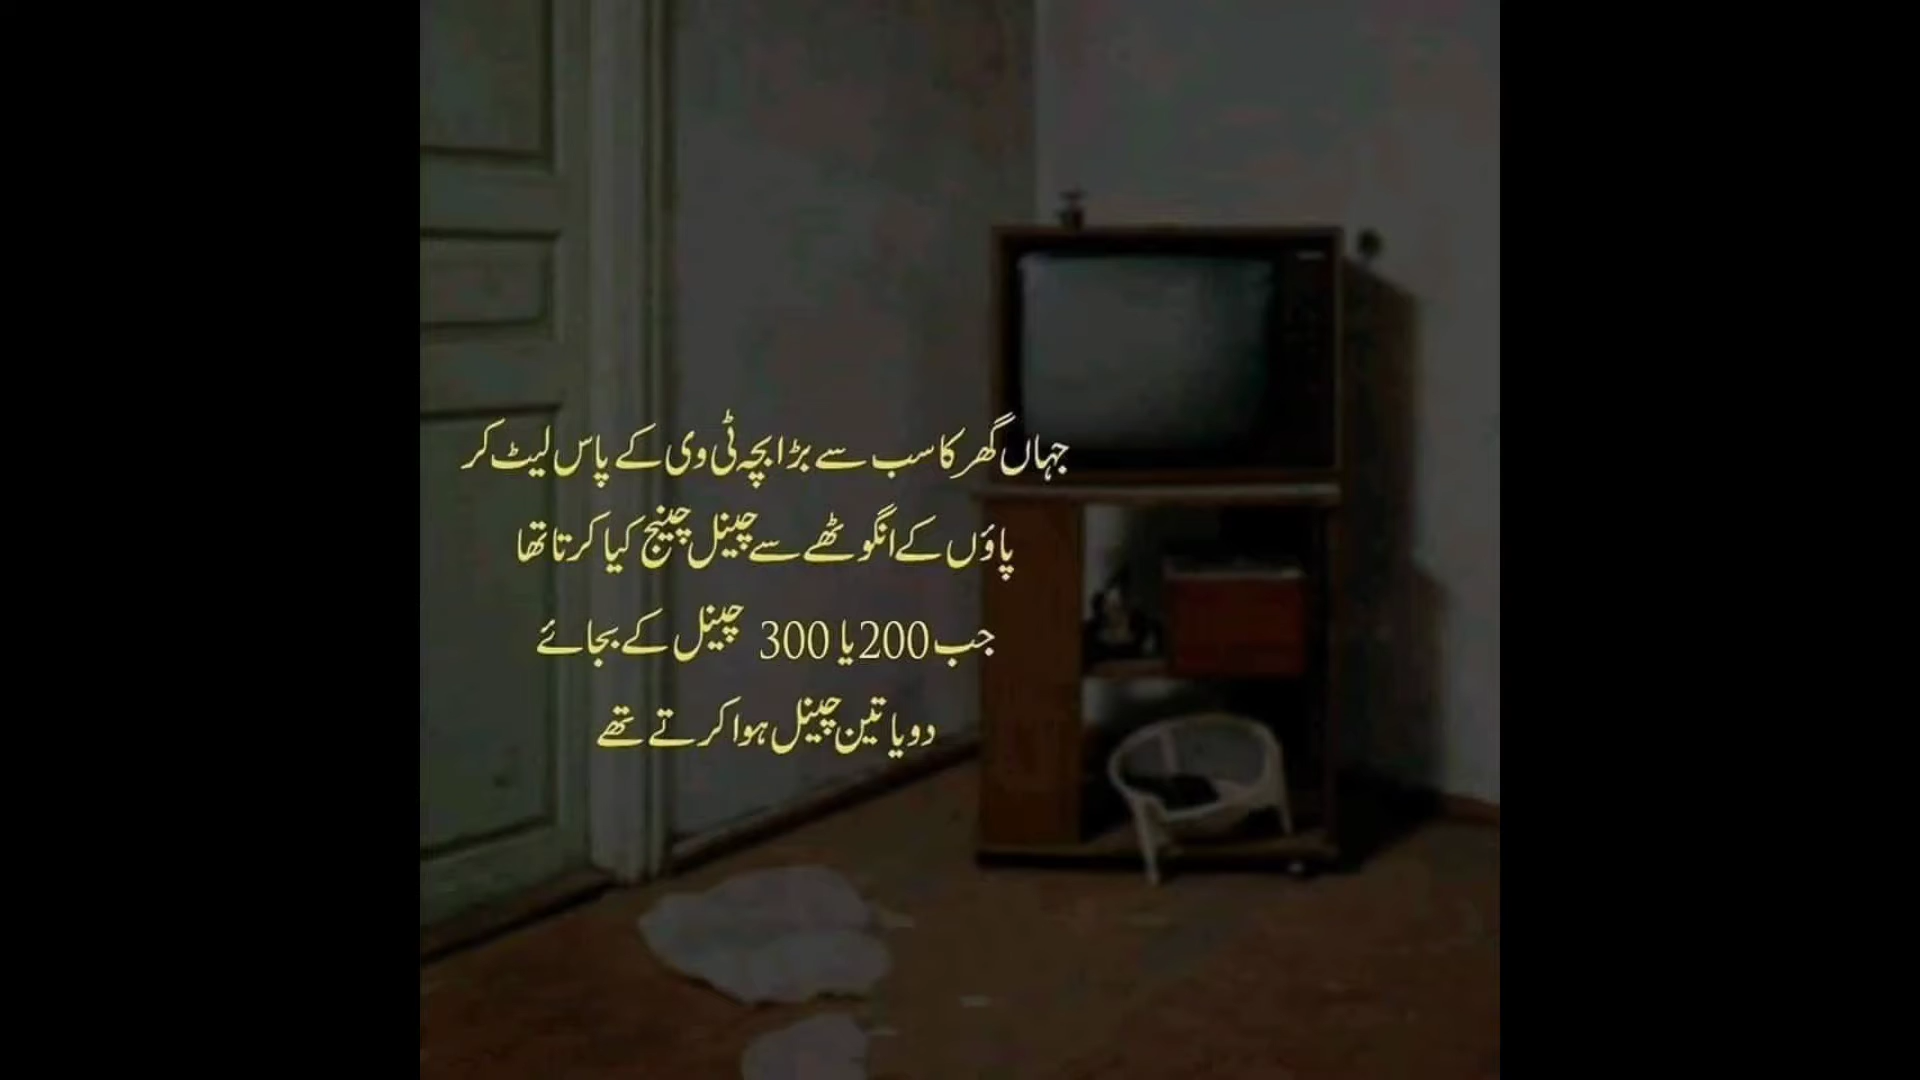 جہاں گھر کا سب سے بڑا بچہ ٹی وی کے پاس لیٹ کر
پاؤں کے انگوٹھے سے چینل چینج کیا کرتا تھا
جب 200 یا 300 چینل کے بجائے
دو یا تین چینل ہوا کرتے تھے